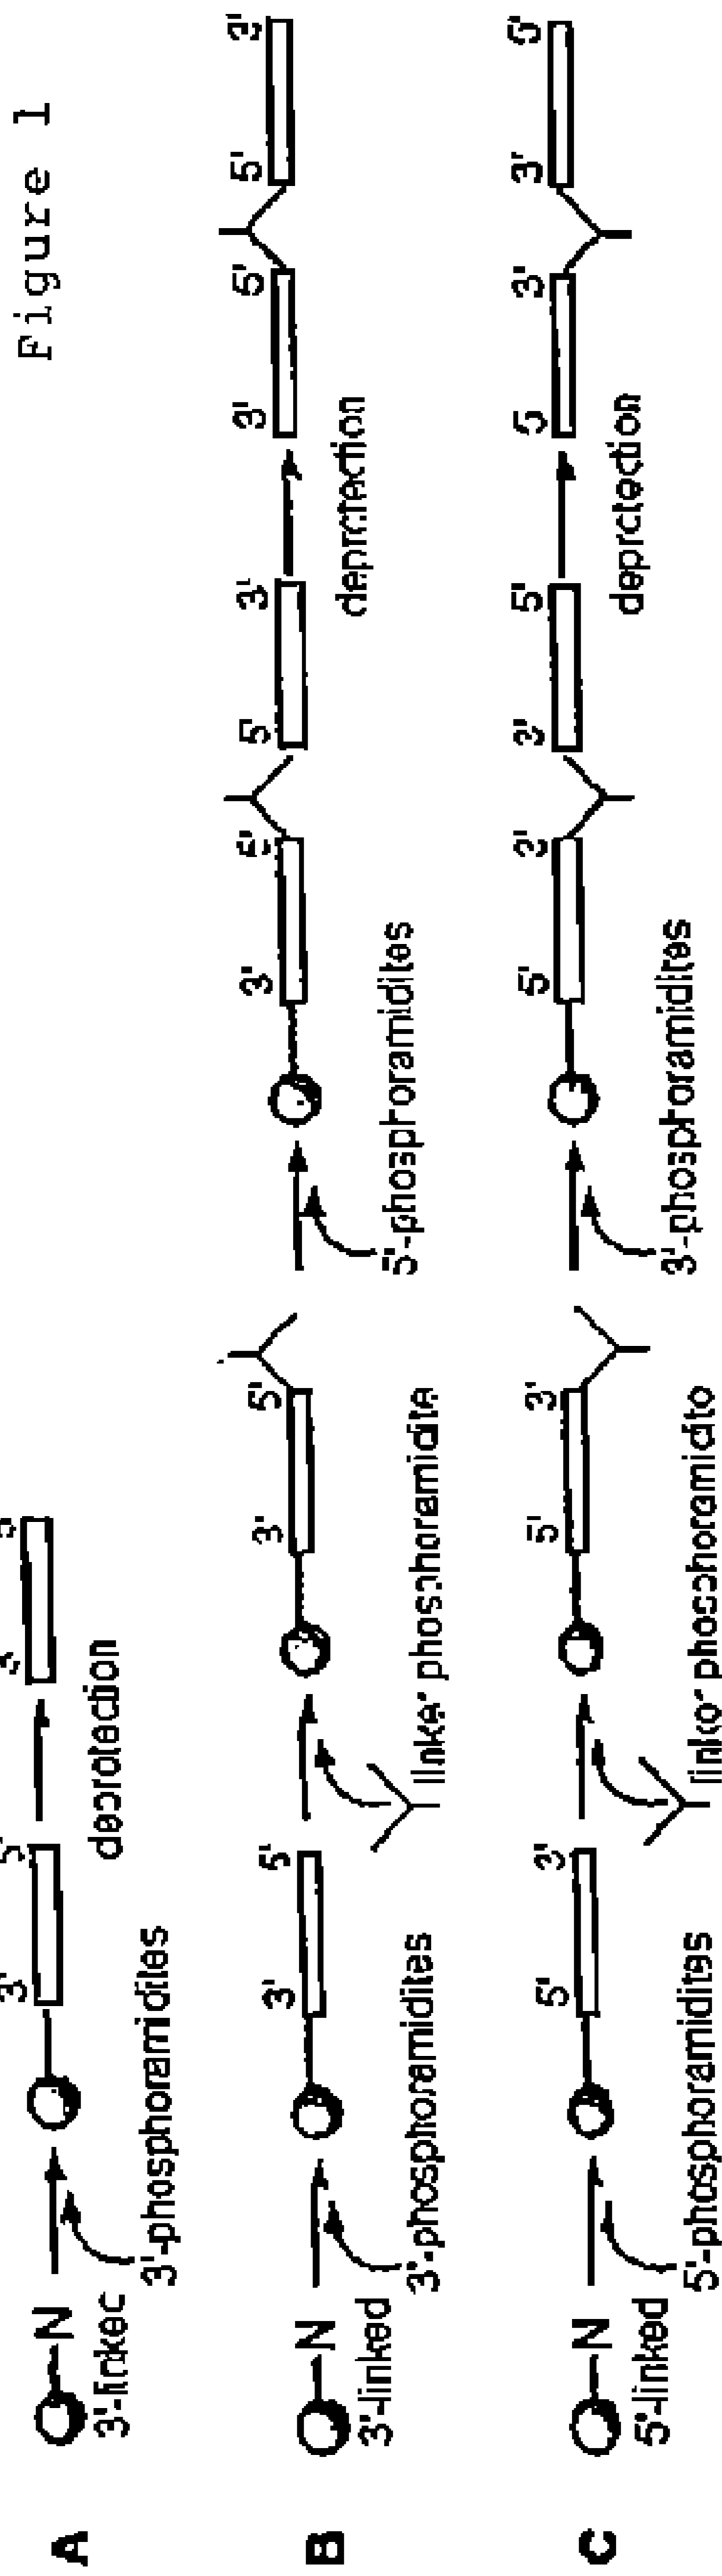 Figure 1
A
N
3'-linkec
3'-phosphoramidites
3'
5'
deprotection
B
N
3'-linked
3'-phosphoramidites
3' 5'
linker phosphoramidite
3' 5'
5'-phosphoramidites
3' 5' 5' 3'
deprotection
3' 5' 5' 3'
C
N
5'-linked
5'-phosphoramidites
5' 3'
linker phosphoramidite
5' 3'
3'-phosphoramidites
5' 3' 3' 5'
deprotection
5 3' 3' 5'